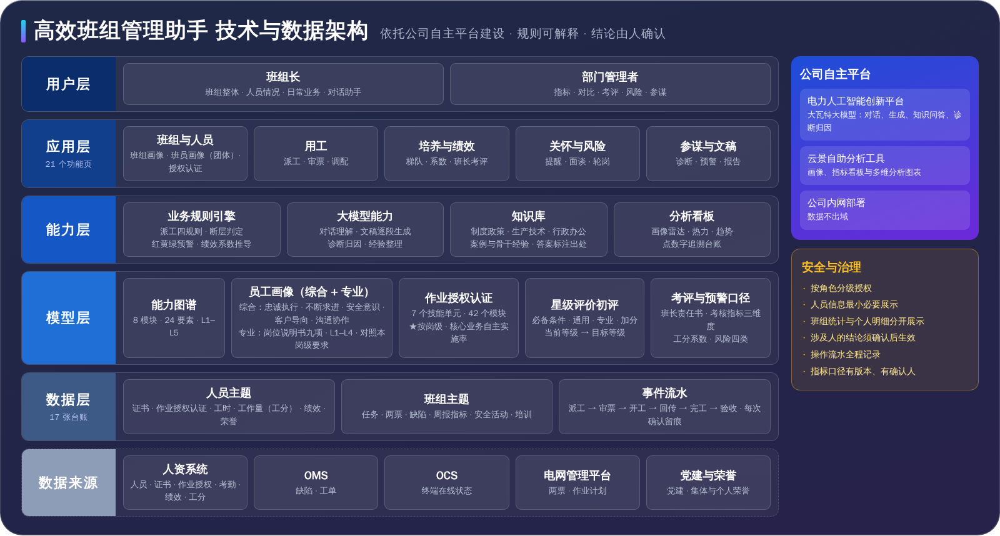 高效班组管理助手 技术与数据架构
依托公司自主平台建设 · 规则可解释 · 结论由人确认
用户层
班组长
班组整体 · 人员情况 · 日常业务 · 对话助手
部门管理者
指标 · 对比 · 考评 · 风险 · 参谋
应用层
21 个功能页
班组与人员
班组画像 · 班员画像（团体）·
授权认证
用工
派工 · 审票 · 调配
培养与绩效
梯队 · 系数 · 班长考评
关怀与风险
提醒 · 面谈 · 轮岗
参谋与文稿
诊断 · 预警 · 报告
能力层
业务规则引擎
派工四规则 · 断层判定
红黄绿预警 · 绩效系数推导
大模型能力
对话理解 · 文稿逐段生成
诊断归因 · 经验整理
知识库
制度政策 · 生产技术 · 行政办公
案例与骨干经验 · 答案标注出处
分析看板
画像雷达 · 热力 · 趋势
点数字追溯台账
模型层
能力图谱
8 模块 · 24 要素 · L1–
L5
员工画像（综合 + 专业）
综合：忠诚执行 · 不断求进 · 安全意识 ·
客户导向 · 沟通协作
专业：岗位说明书九项 · L1–L4 · 对照本
岗级要求
作业授权认证
7 个技能单元 · 42 个模块
★按岗级 · 核心业务自主实
施率
星级评价初评
必备条件 · 通用 · 专业 · 加分
当前等级 → 目标等级
考评与预警口径
班长责任书 · 考核指标三维
度
工分系数 · 风险四类
数据层
17 张台账
人员主题
证书 · 作业授权认证 · 工时 · 工作量（工分） · 绩效 ·
荣誉
班组主题
任务 · 两票 · 缺陷 · 周报指标 · 安全活动 · 培训
事件流水
派工 → 审票 → 开工 → 回传 → 完工 → 验收 · 每次
确认留痕
数据来源
人资系统
人员 · 证书 · 作业授权 · 考勤 ·
绩效 · 工分
OMS
缺陷 · 工单
OCS
终端在线状态
电网管理平台
两票 · 作业计划
党建与荣誉
党建 · 集体与个人荣誉
公司自主平台
电力人工智能创新平台
大瓦特大模型：对话、生成、知识问答、诊
断归因
云景自助分析工具
画像、指标看板与多维分析图表
公司内网部署
数据不出域
安全与治理
· 按角色分级授权
· 人员信息最小必要展示
· 班组统计与个人明细分开展示
· 涉及人的结论须确认后生效
· 操作流水全程记录
· 指标口径有版本、有确认人